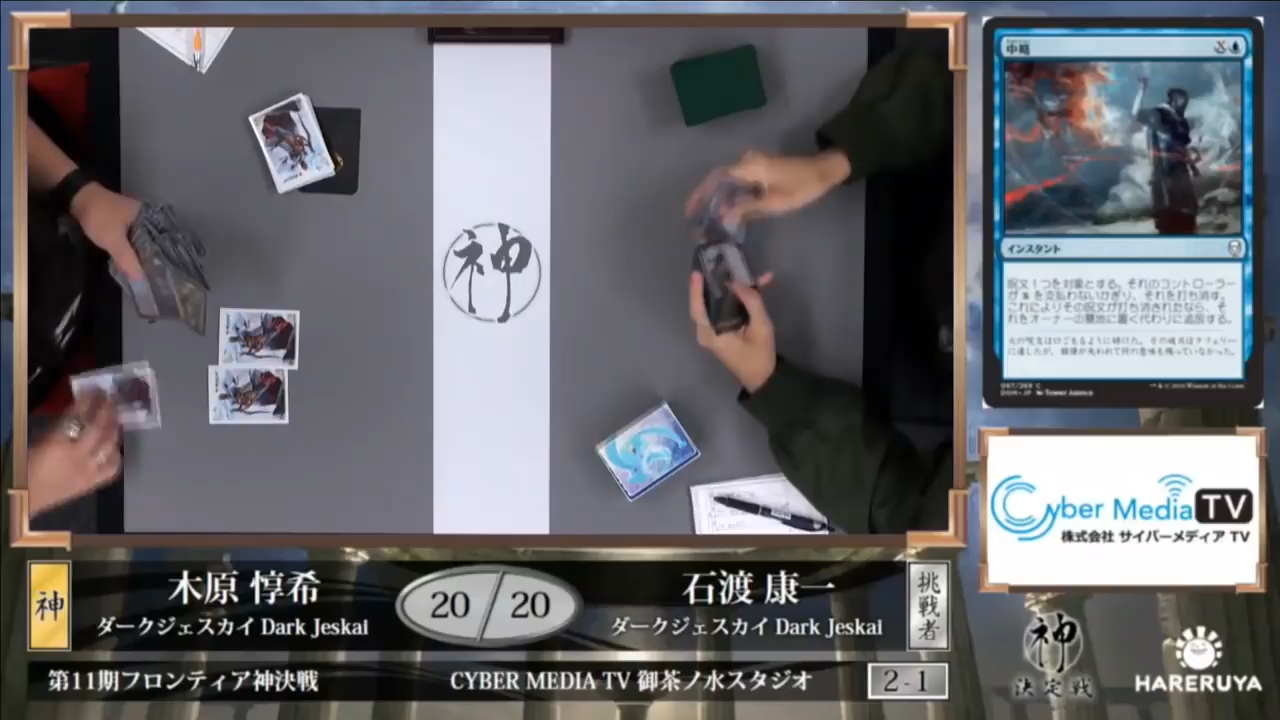 中略
インスタント
呪文１つを対象とする。それのコントローラー
がＸを支払わないかぎり、それを打ち消す。
これによりその呪文が打ち消されたなら、そ
れをオーナーの墓地に置く代わりに追放する。
神
Cyber Media TV
株式会社 サイバーメディア TV
神
木原 惇希
ダークジェスカイ Dark Jeskai
20 / 20
石渡 康一
ダークジェスカイ Dark Jeskai
挑戦者
第11期フロンティア神決戦
CYBER MEDIA TV 御茶ノ水スタジオ
2-1
神
決定戦
HARERUYA